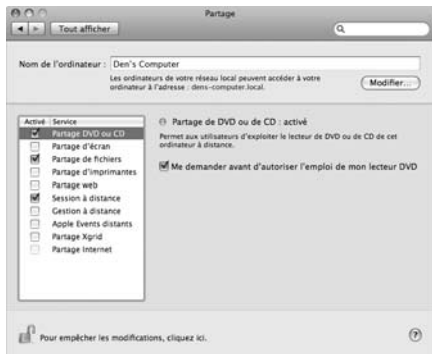 Partage
Tout afficher
Nom de l'ordinateur : Den's Computer
Les ordinateurs de votre réseau local peuvent accéder à votre
ordinateur à l'adresse : dens-computer.local.
Modifier...
Activé Service
Partage DVD ou CD
Partage d'écran
Partage de fichiers
Partage d'imprimantes
Partage web
Session à distance
Gestion à distance
Apple Events distants
Partage Xgrid
Partage Internet
Partage de DVD ou de CD : activé
Permet aux utilisateurs d'exploiter le lecteur de DVD ou de CD de cet
ordinateur à distance.
Me demander avant d'autoriser l'emploi de mon lecteur DVD
Pour empêcher les modifications, cliquez ici.
?